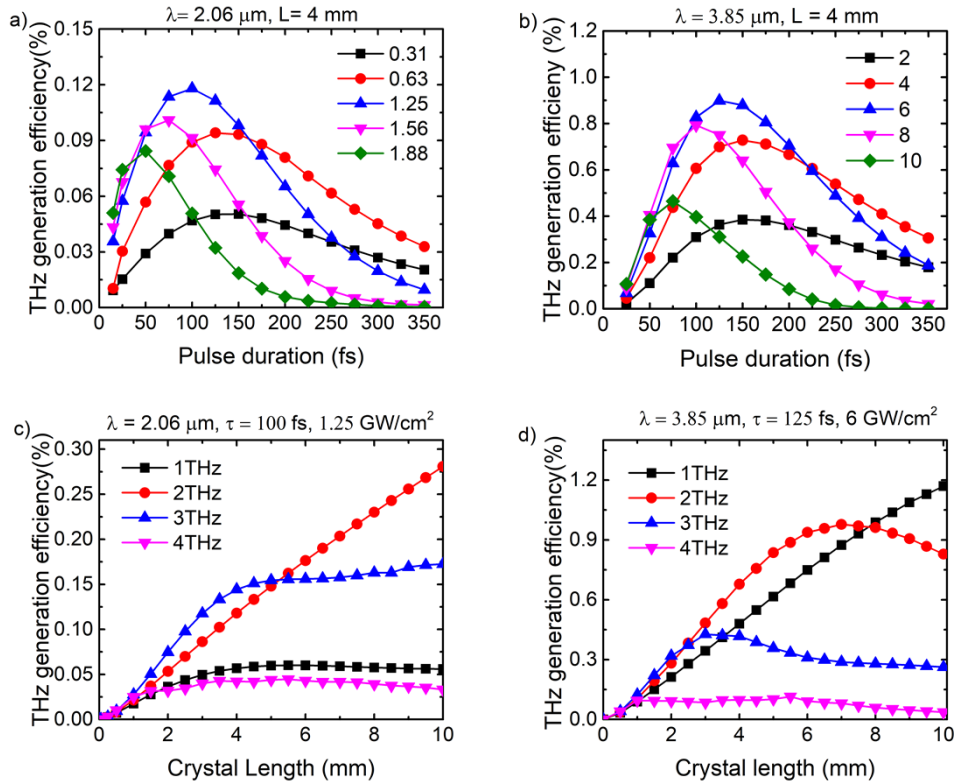 a)
λ = 2.06 μm, L= 4 mm
THz generation efficiency(%)
0.15
0.12
0.09
0.06
0.03
0.00
0.31
0.63
1.25
1.56
1.88
0 50 100 150 200 250 300 350
Pulse duration (fs)
b)
λ = 3.85 μm, L = 4 mm
THz generation efficieny (%)
1.2
1.0
0.8
0.6
0.4
0.2
0.0
2
4
6
8
10
0 50 100 150 200 250 300 350
Pulse duration (fs)
c)
λ = 2.06 μm, τ = 100 fs, 1.25 GW/cm²
THz generation efficiency(%)
0.30
0.25
0.20
0.15
0.10
0.05
0.00
1THz
2THz
3THz
4THz
0 2 4 6 8 10
Crystal Length (mm)
d)
λ = 3.85 μm, τ = 125 fs, 6 GW/cm²
THz generation efficiency(%)
1.2
0.9
0.6
0.3
0.0
1THz
2THz
3THz
4THz
0 2 4 6 8 10
Crystal length (mm)